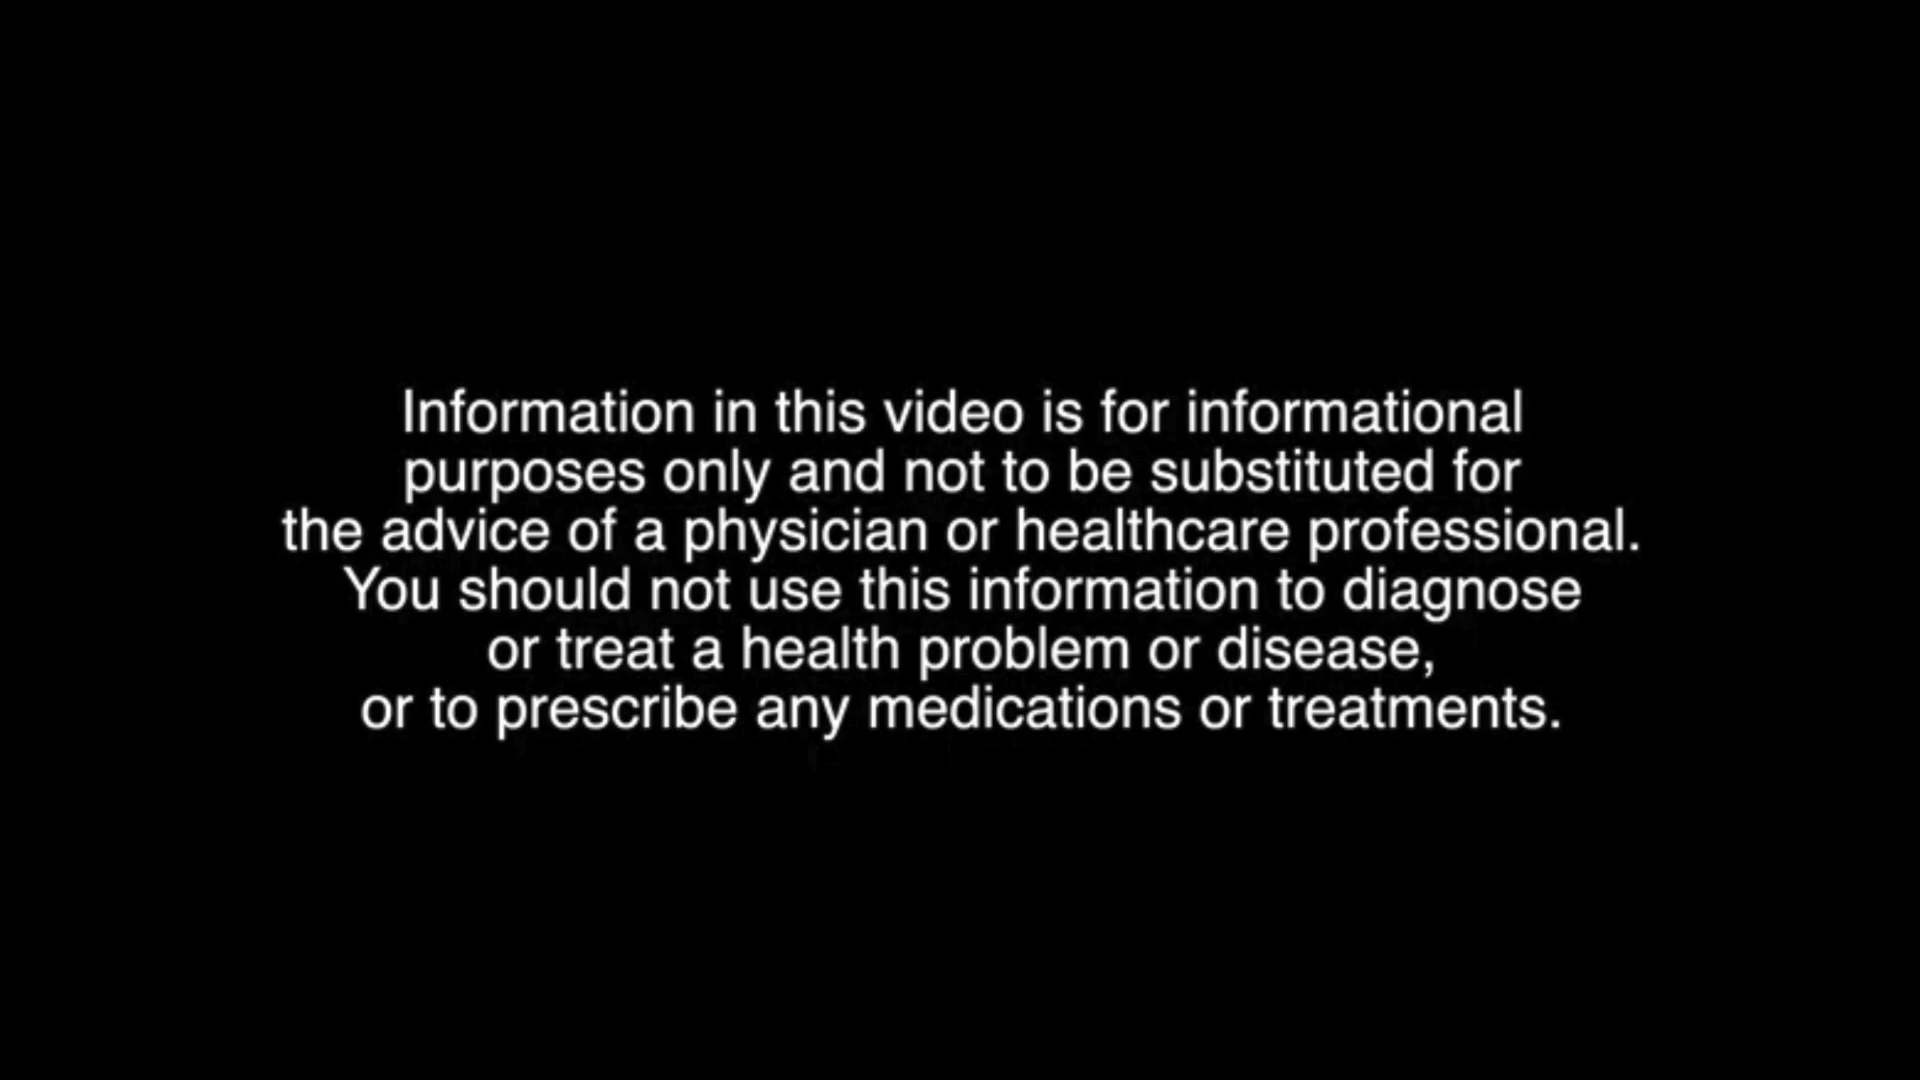 Information in this video is for informational
purposes only and not to be substituted for
the advice of a physician or healthcare professional.
You should not use this information to diagnose
or treat a health problem or disease,
or to prescribe any medications or treatments.